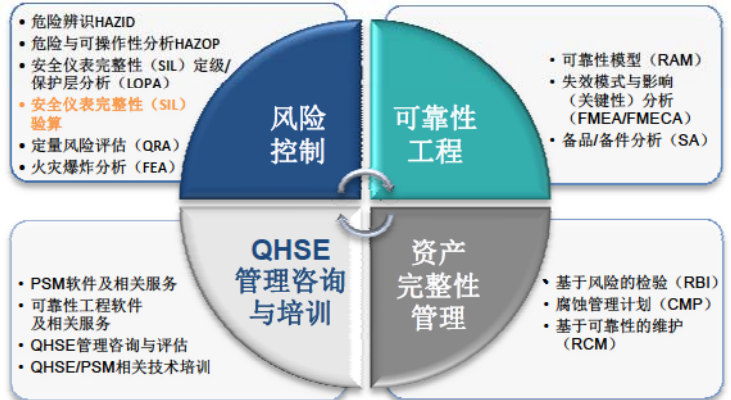 • 危险辨识HAZID
• 危险与可操作性分析HAZOP
• 安全仪表完整性（SIL）定级/
保护层分析（LOPA）
• 安全仪表完整性（SIL）
验算
• 定量风险评估（QRA）
• 火灾爆炸分析（FEA）
风险
控制
可靠性
工程
• 可靠性模型（RAM）
• 失效模式与影响
（关键性）分析
（FMEA/FMECA）
• 备品/备件分析（SA）
• PSM软件及相关服务
• 可靠性工程软件
及相关服务
• QHSE管理咨询与评估
• QHSE/PSM相关技术培训
QHSE
管理咨询
与培训
资产
完整性
管理
• 基于风险的检验（RBI）
• 腐蚀管理计划（CMP）
• 基于可靠性的维护
（RCM）